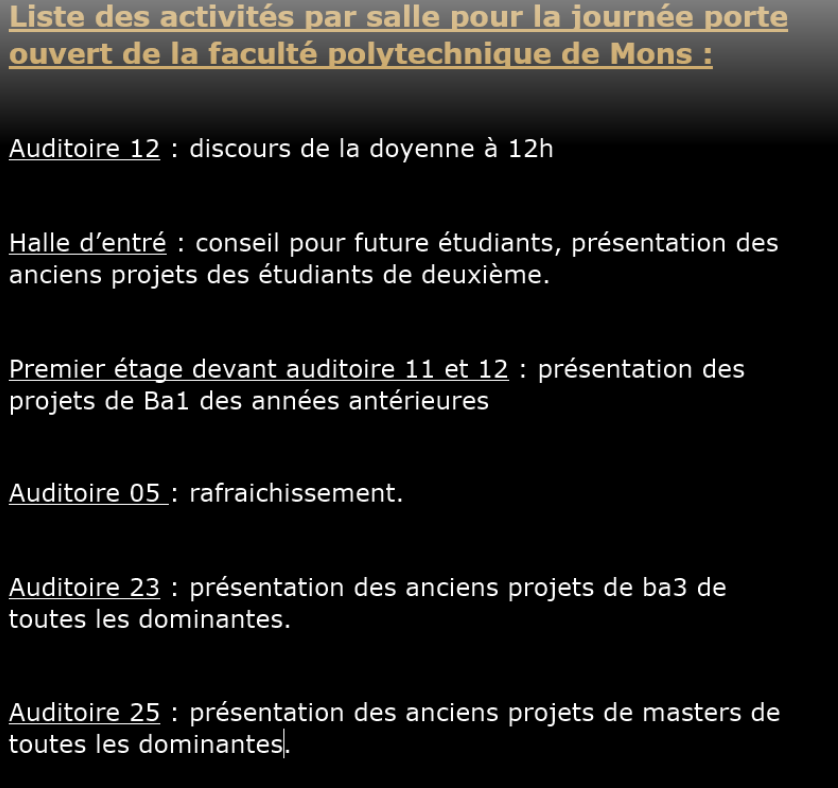 Liste des activités par salle pour la journée porte
ouvert de la faculté polytechnique de Mons :
Auditoire 12 : discours de la doyenne à 12h
Halle d’entré : conseil pour future étudiants, présentation des
anciens projets des étudiants de deuxième.
Premier étage devant auditoire 11 et 12 : présentation des
projets de Ba1 des années antérieures
Auditoire 05 : rafraichissement.
Auditoire 23 : présentation des anciens projets de ba3 de
toutes les dominantes.
Auditoire 25 : présentation des anciens projets de masters de
toutes les dominantes.